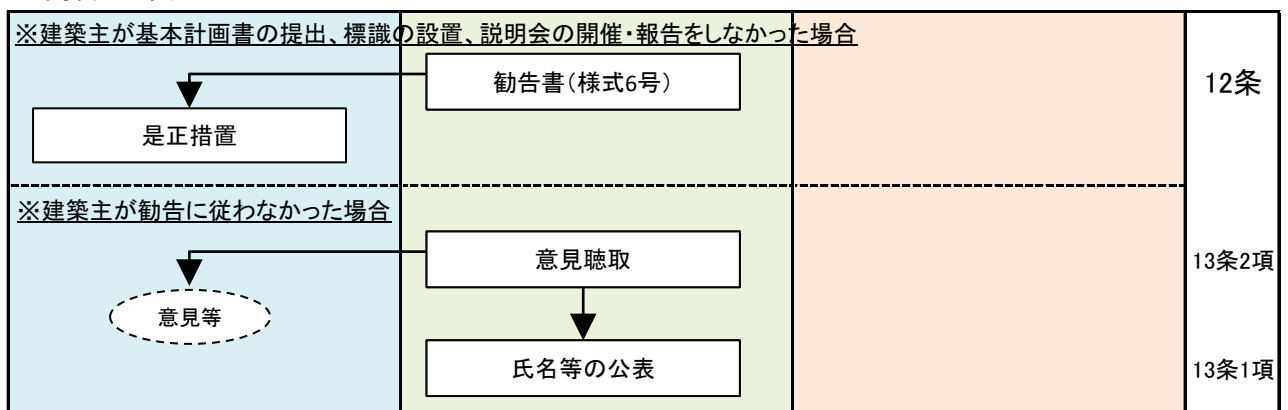 ※建築主が基本計画書の提出、標識の設置、説明会の開催・報告をしなかった場合
勧告書（様式6号）
12条
是正措置
※建築主が勧告に従わなかった場合
意見聴取
13条2項
意見等
氏名等の公表
13条1項